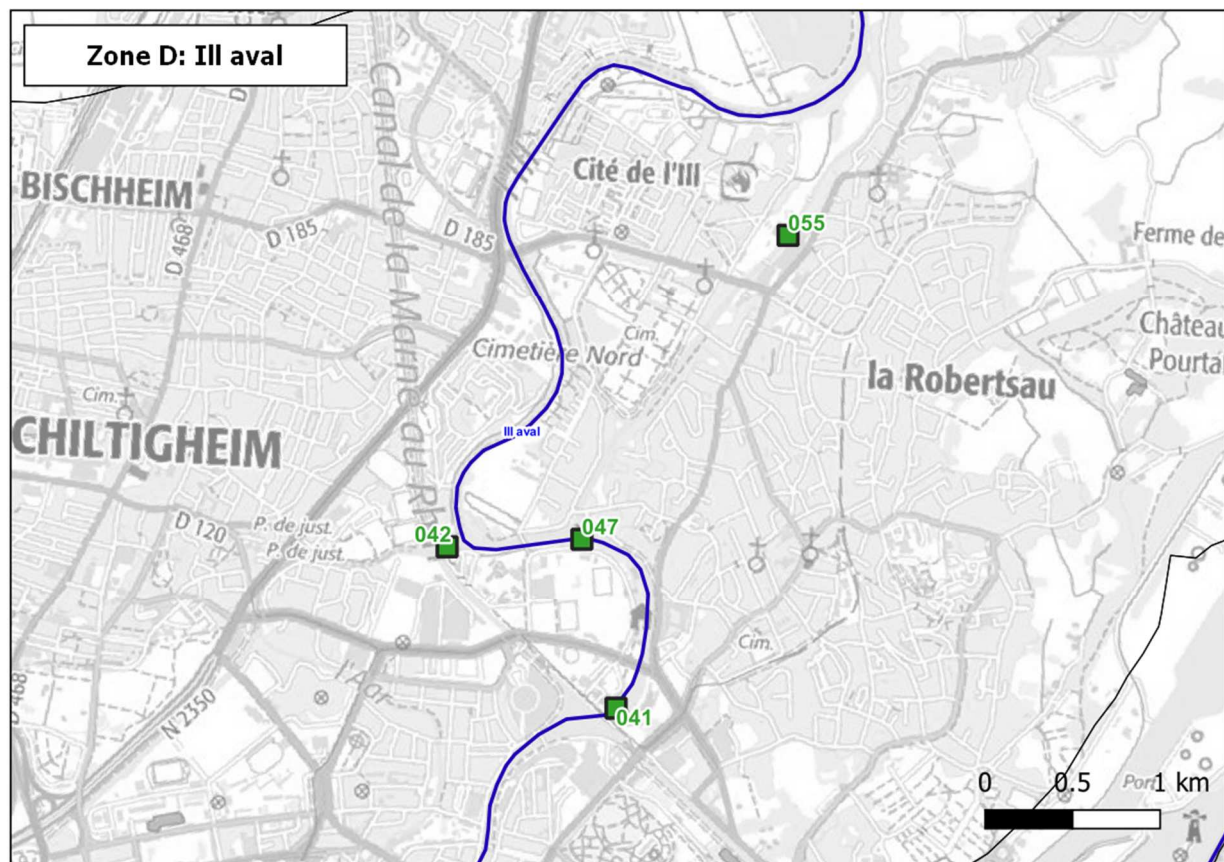 Zone D: Ill aval
Canal de la Marne au Rh
Cité de l'Ill
BISCHHEIM
055
D 468
D 185
D 185
Ferme de
Cim.
Château
Pourta
Cimetière Nord
la Robertsau
Cim.
Ill aval
CHILTIGHEIM
D 120
P. de just.
P. de just.
042
047
Cim.
l'Aar
N 2350
D 468
041
0 0.5 1 km
Port